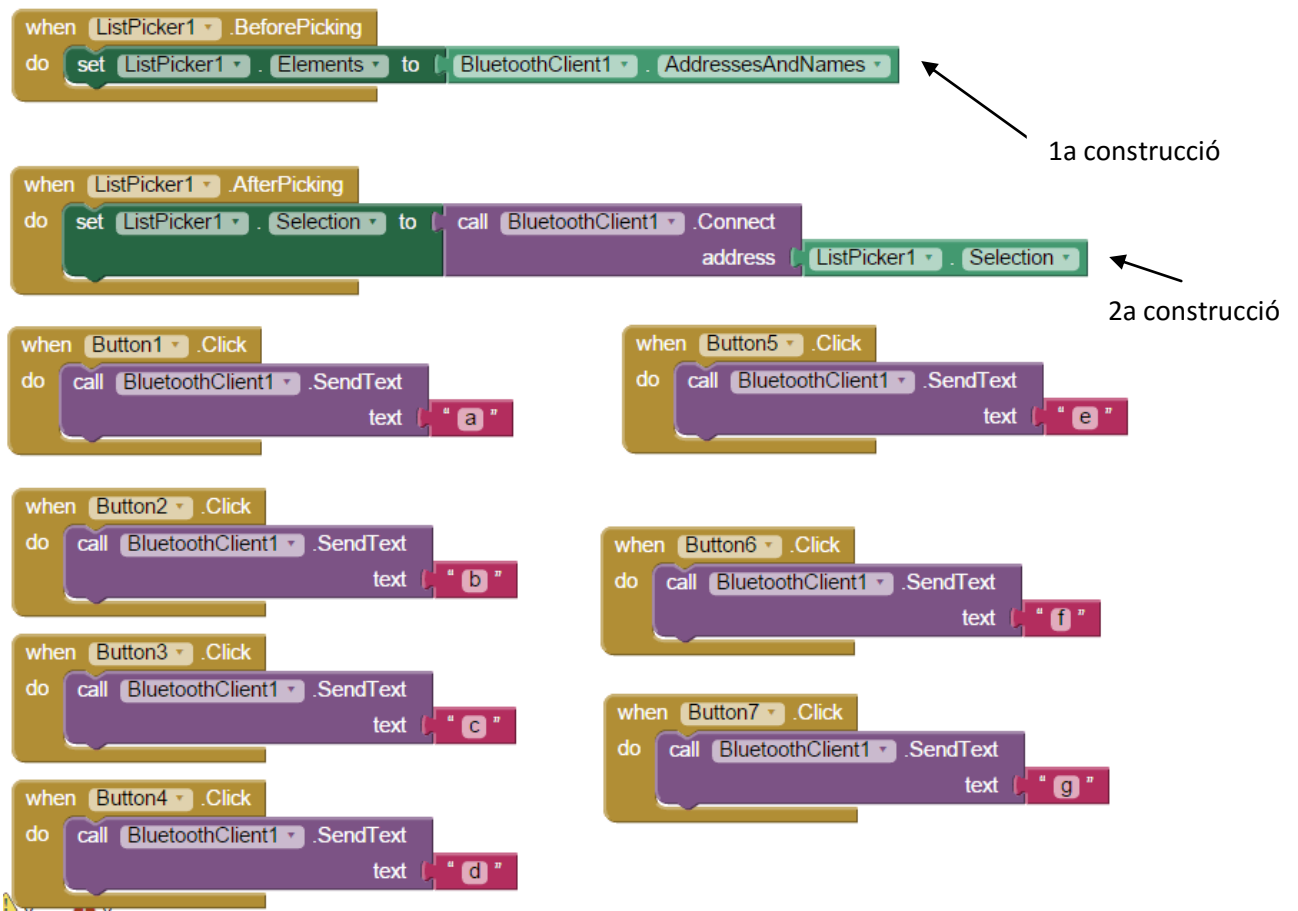 when ListPicker1 .BeforePicking
do set ListPicker1 . Elements to BluetoothClient1 . AddressesAndNames
1a construcció
when ListPicker1 .AfterPicking
do set ListPicker1 . Selection to call BluetoothClient1 .Connect
address ListPicker1 . Selection
2a construcció
when Button1 .Click
do call BluetoothClient1 .SendText
text " a "
when Button5 .Click
do call BluetoothClient1 .SendText
text " e "
when Button2 .Click
do call BluetoothClient1 .SendText
text " b "
when Button6 .Click
do call BluetoothClient1 .SendText
text " f "
when Button3 .Click
do call BluetoothClient1 .SendText
text " c "
when Button7 .Click
do call BluetoothClient1 .SendText
text " g "
when Button4 .Click
do call BluetoothClient1 .SendText
text " d "